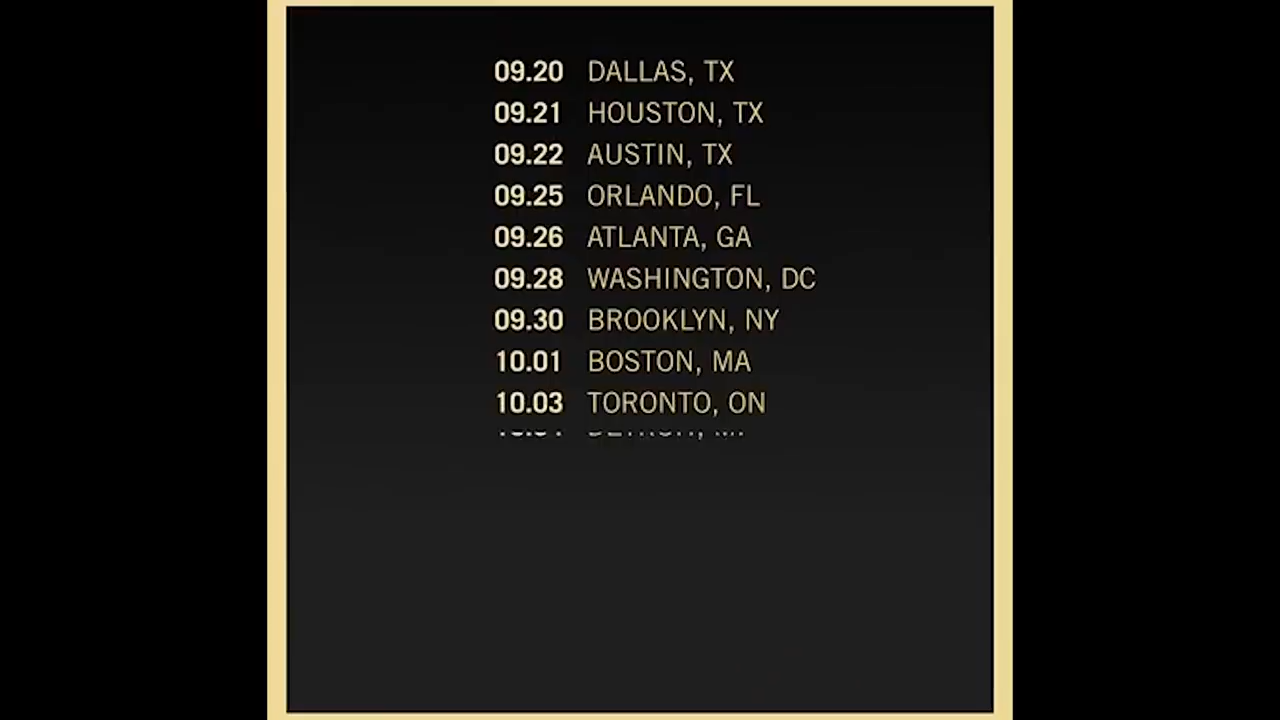 09.20 DALLAS, TX
09.21 HOUSTON, TX
09.22 AUSTIN, TX
09.25 ORLANDO, FL
09.26 ATLANTA, GA
09.28 WASHINGTON, DC
09.30 BROOKLYN, NY
10.01 BOSTON, MA
10.03 TORONTO, ON